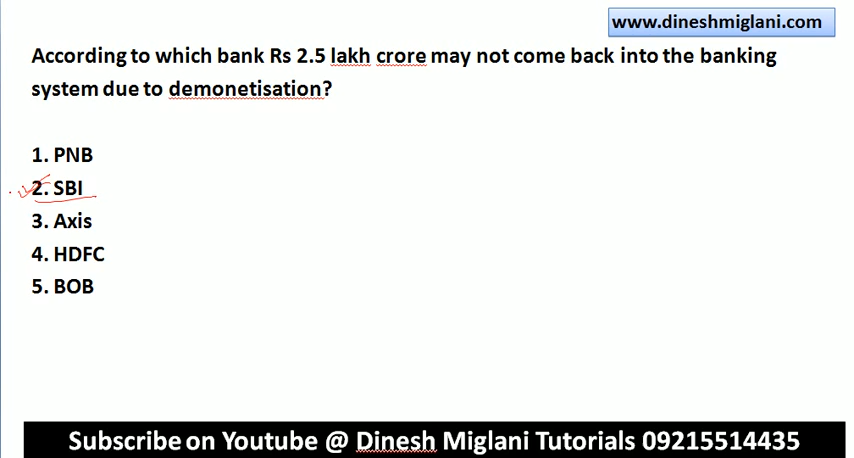 www.dineshmiglani.com
According to which bank Rs 2.5 lakh crore may not come back into the banking
system due to demonetisation?
1. PNB
2. SBI
3. Axis
4. HDFC
5. BOB
Subscribe on Youtube @ Dinesh Miglani Tutorials 09215514435